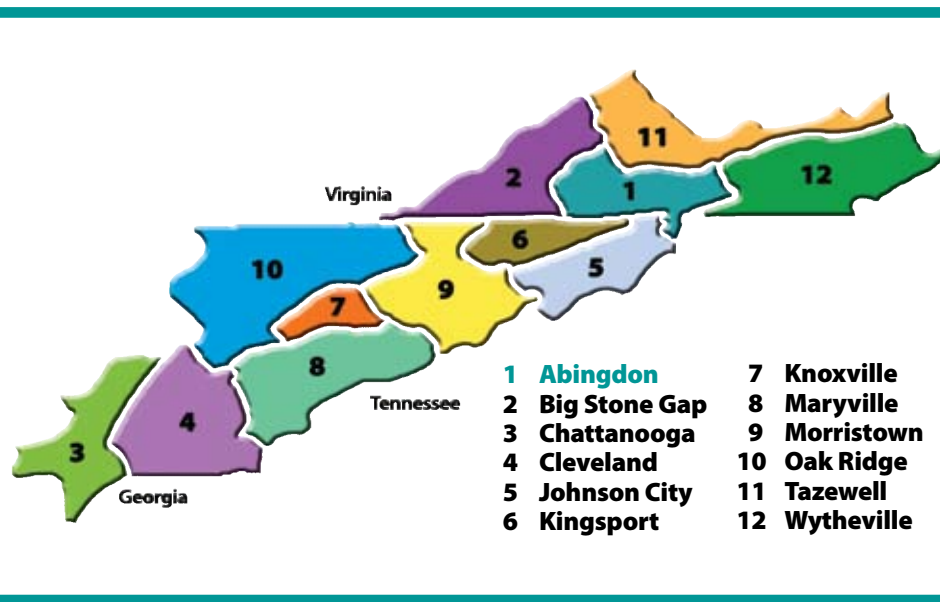 11
12
2
1
Virginia
6
5
10
9
7
8
Tennessee
4
3
Georgia
1 Abingdon
2 Big Stone Gap
3 Chattanooga
4 Cleveland
5 Johnson City
6 Kingsport
7 Knoxville
8 Maryville
9 Morristown
10 Oak Ridge
11 Tazewell
12 Wytheville